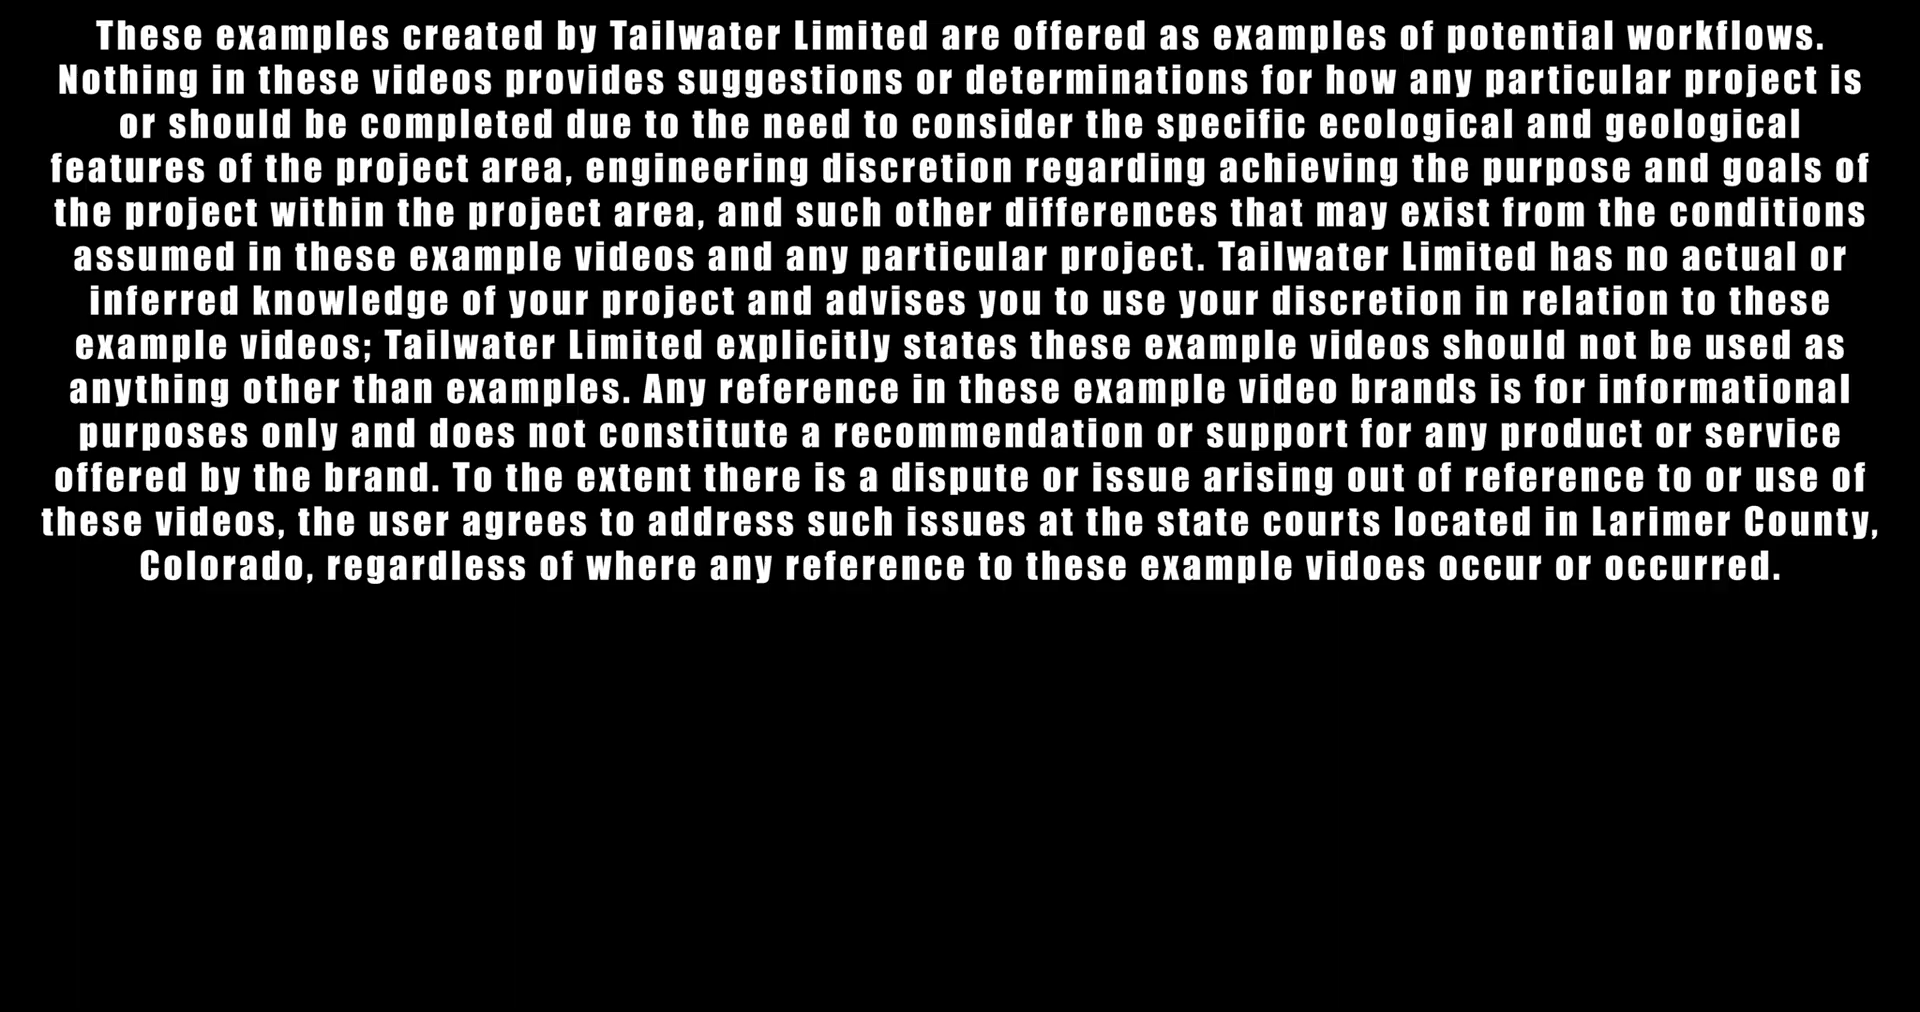 These examples created by Tailwater Limited are offered as examples of potential workflows.
Nothing in these videos provides suggestions or determinations for how any particular project is
or should be completed due to the need to consider the specific ecological and geological
features of the project area, engineering discretion regarding achieving the purpose and goals of
the project within the project area, and such other differences that may exist from the conditions
assumed in these example videos and any particular project. Tailwater Limited has no actual or
inferred knowledge of your project and advises you to use your discretion in relation to these
example videos; Tailwater Limited explicitly states these example videos should not be used as
anything other than examples. Any reference in these example video brands is for informational
purposes only and does not constitute a recommendation or support for any product or service
offered by the brand. To the extent there is a dispute or issue arising out of reference to or use of
these videos, the user agrees to address such issues at the state courts located in Larimer County,
Colorado, regardless of where any reference to these example vidoes occur or occurred.